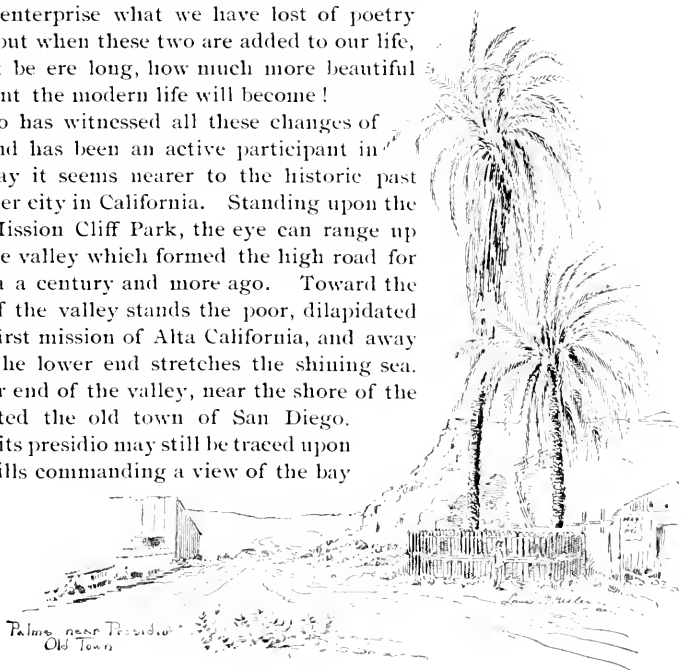 enterprise what we have lost of poetry
out when these two are added to our life,
be ere long, how much more beautiful
nt the modern life will become !
o has witnessed all these changes of
nd has been an active participant in
ay it seems nearer to the historic past
er city in California. Standing upon the
Mission Cliff Park, the eye can range up
e valley which formed the high road for
a a century and more ago. Toward the
f the valley stands the poor, dilapidated
irst mission of Alta California, and away
he lower end stretches the shining sea.
r end of the valley, near the shore of the
ted the old town of San Diego.
its presidio may still be traced upon
ills commanding a view of the bay
Palms near Presidio
Old Town